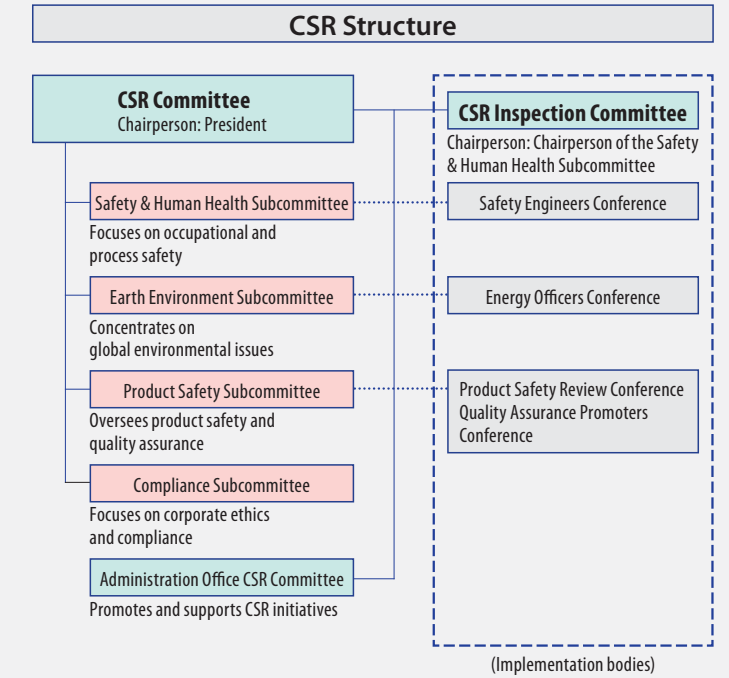 CSR Structure
CSR Committee
Chairperson: President
Safety & Human Health Subcommittee
Focuses on occupational and
process safety
Earth Environment Subcommittee
Concentrates on
global environmental issues
Product Safety Subcommittee
Oversees product safety and
quality assurance
Compliance Subcommittee
Focuses on corporate ethics
and compliance
Administration Office CSR Committee
Promotes and supports CSR initiatives
CSR Inspection Committee
Chairperson: Chairperson of the Safety
& Human Health Subcommittee
Safety Engineers Conference
Energy Officers Conference
Product Safety Review Conference
Quality Assurance Promoters
Conference
(Implementation bodies)